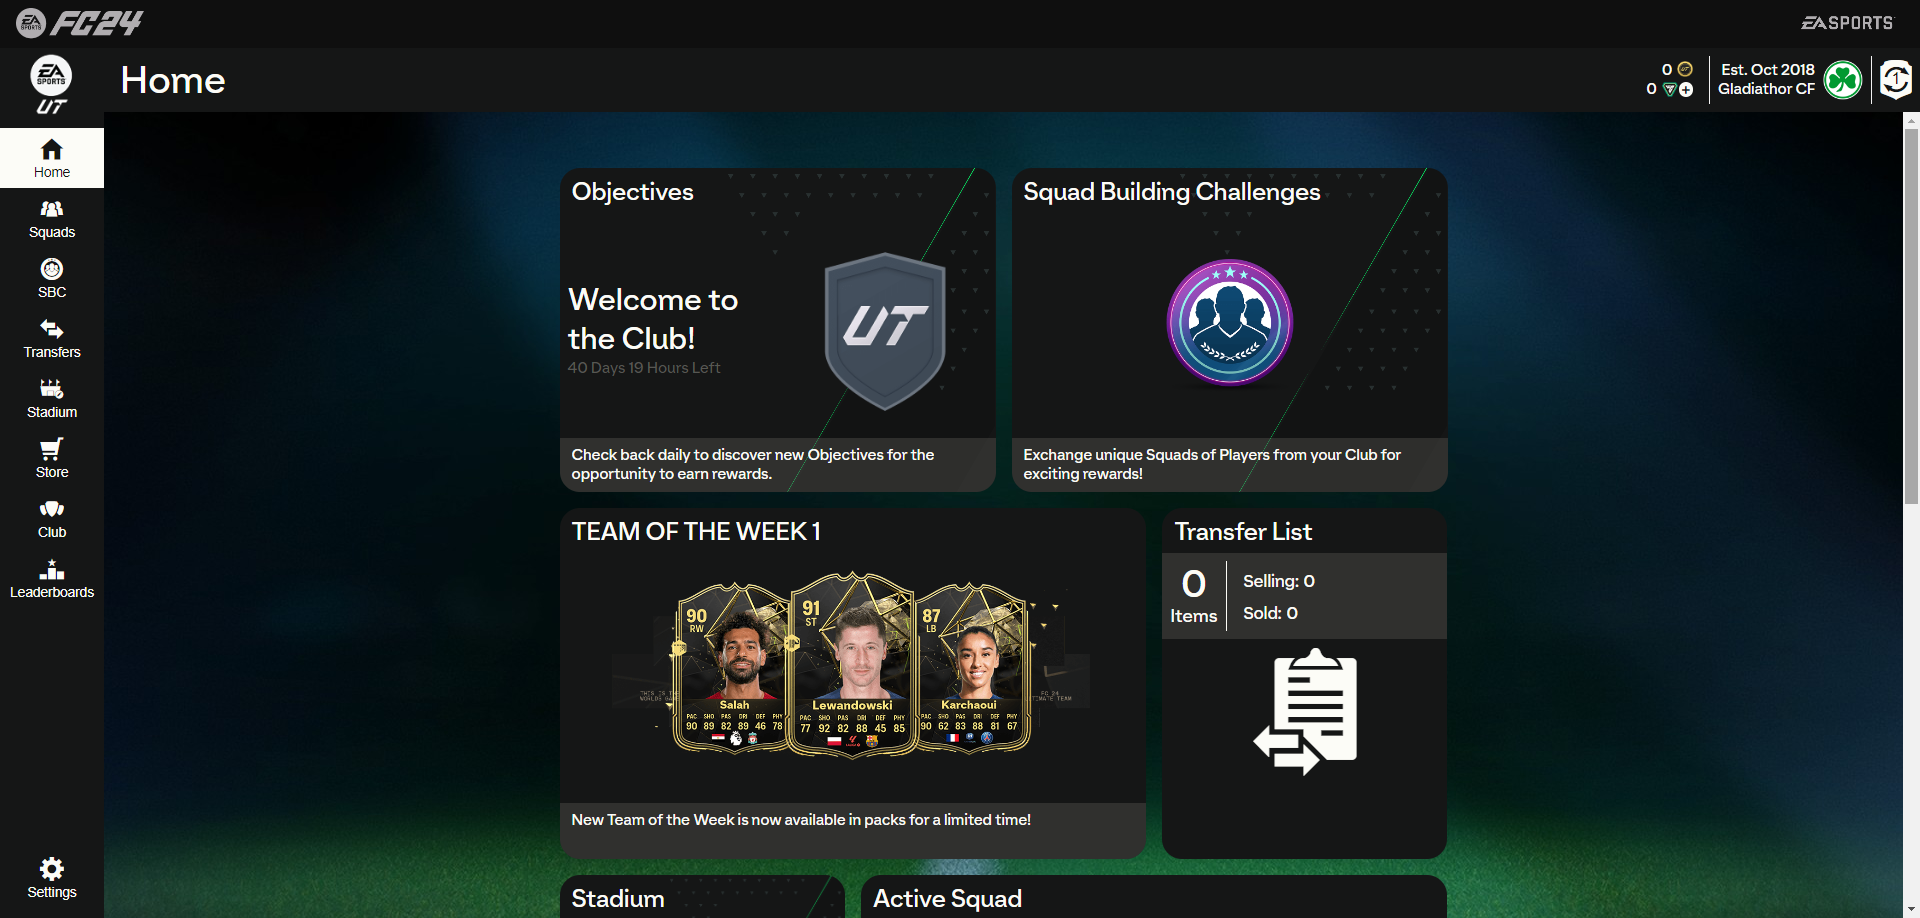 EA SPORTS FC24
EA SPORTS
EA SPORTS
UT
Home
0
0
Est. Oct 2018
Gladiathor CF
1
Home
Squads
SBC
Transfers
Stadium
Store
Club
Leaderboards
Settings
Objectives
Welcome to
the Club!
40 Days 19 Hours Left
UT
Check back daily to discover new Objectives for the
opportunity to earn rewards.
Squad Building Challenges
Exchange unique Squads of Players from your Club for
exciting rewards!
TEAM OF THE WEEK 1
90
RW
Salah
PAC SHO PAS DRI DEF PHY
90 89 82 89 46 78
91
ST
Lewandowski
PAC SHO PAS DRI DEF PHY
77 92 82 88 45 85
87
LB
Karchaoui
PAC SHO PAS DRI DEF PHY
90 62 83 88 81 67
New Team of the Week is now available in packs for a limited time!
Transfer List
0
Items
Selling: 0
Sold: 0
Stadium
Active Squad